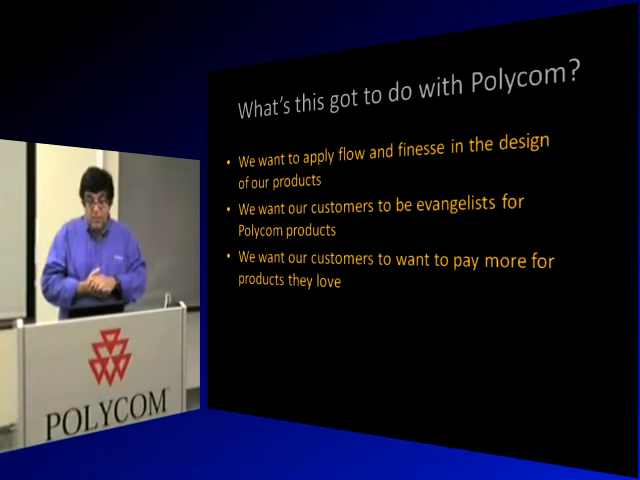 What's this got to do with Polycom?
• We want to apply flow and finesse in the design
of our products
• We want our customers to be evangelists for
Polycom products
• We want our customers to want to pay more for
products they love
POLYCOM